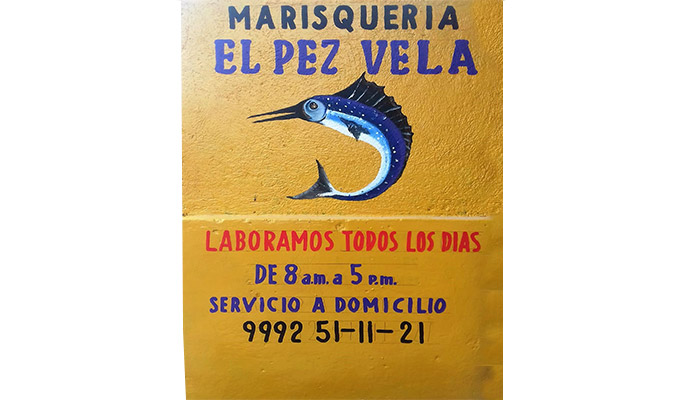 MARISQUERIA
EL PEZ VELA
LABORAMOS TODOS LOS DIAS
DE 8 a.m. a 5 P.m.
SERVICIO A DOMICILIO
9992 51-11-21